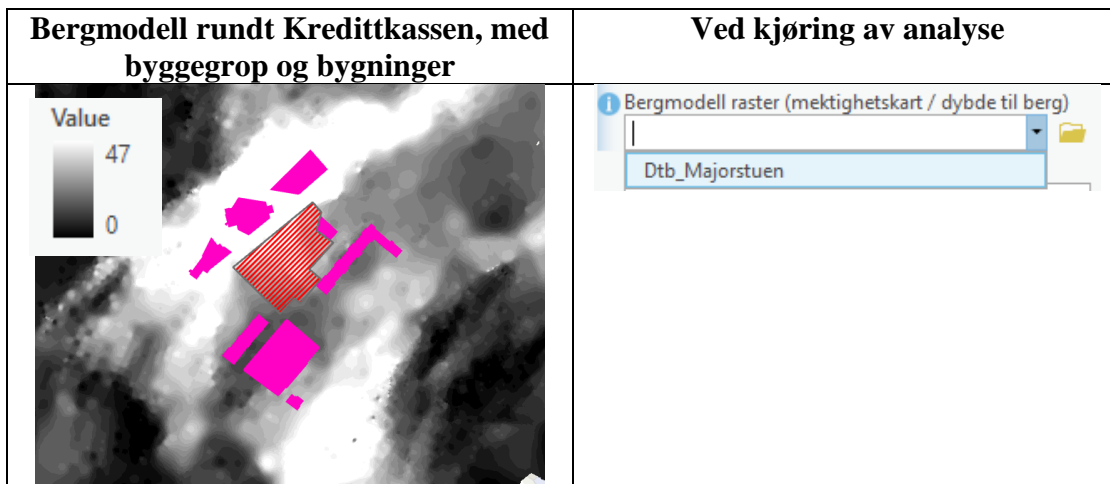 Bergmodell rundt Kredittkassen, med
byggegrop og bygninger
Ved kjøring av analyse
Value
47
0
Bergmodell raster (mektighetskart / dybde til berg)
Dtb_Majorstuen